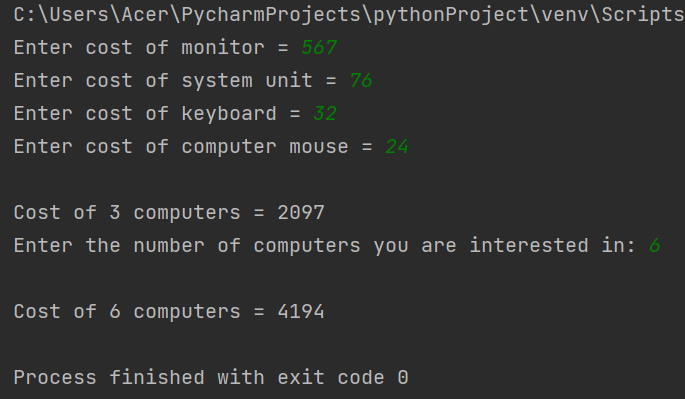 C:\Users\Acer\PycharmProjects\pythonProject\venv\Scripts
Enter cost of monitor = 567
Enter cost of system unit = 76
Enter cost of keyboard = 32
Enter cost of computer mouse = 24
Cost of 3 computers = 2097
Enter the number of computers you are interested in: 6
Cost of 6 computers = 4194
Process finished with exit code 0